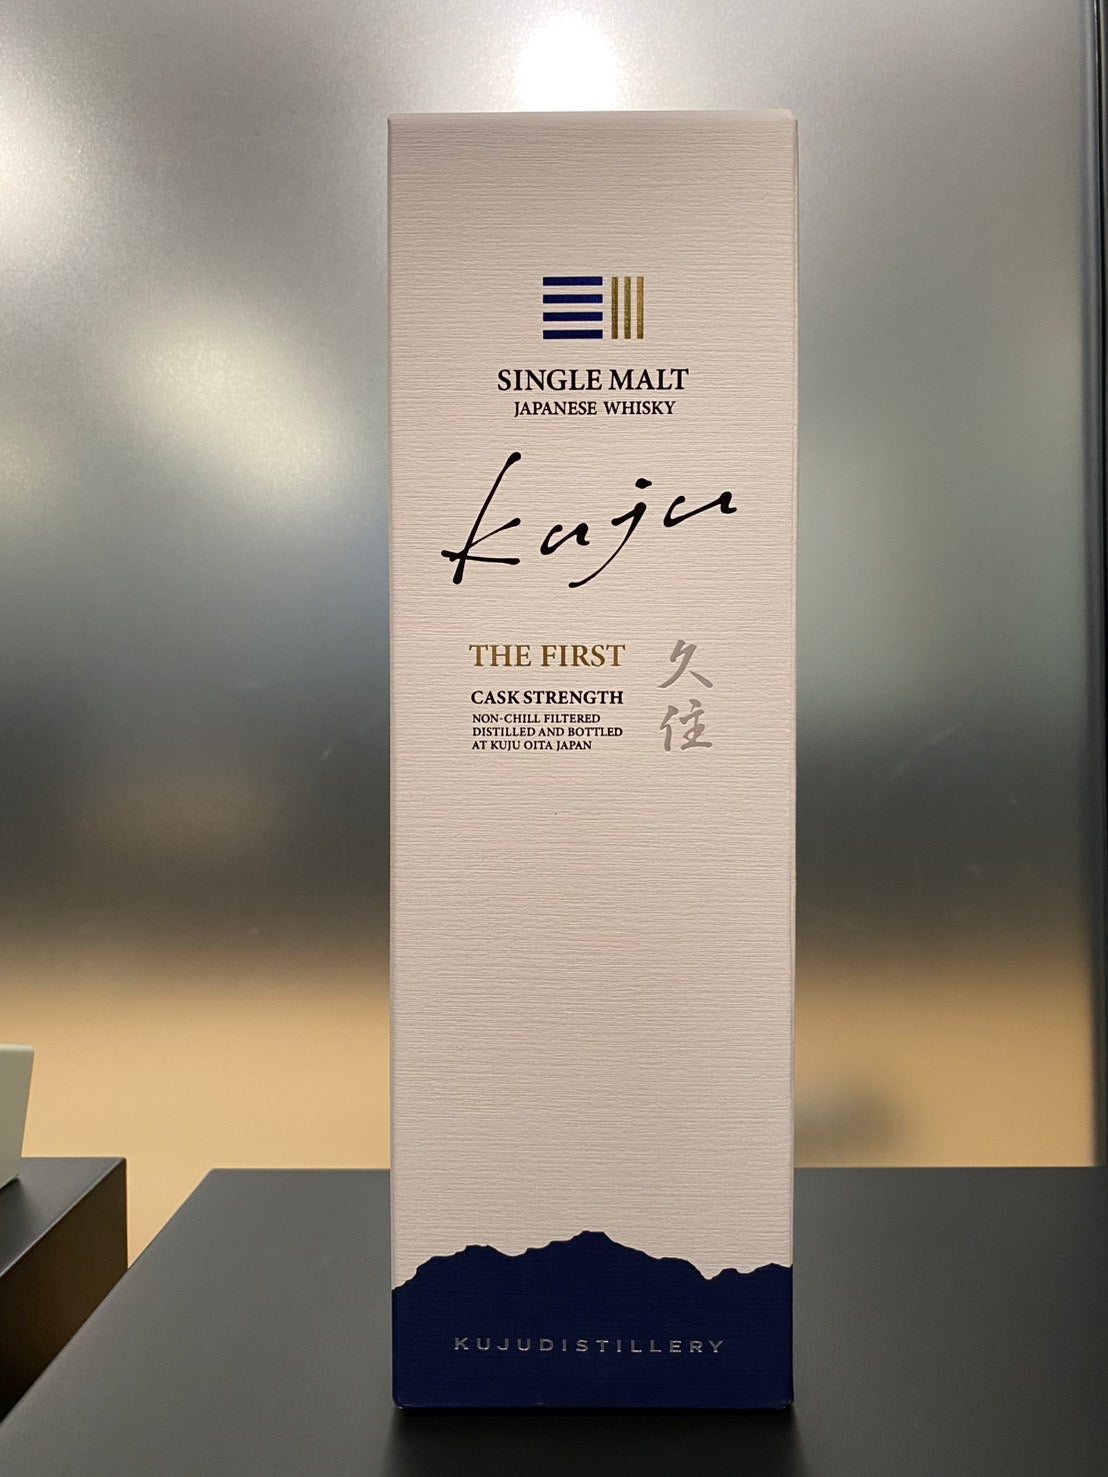 SINGLE MALT
JAPANESE WHISKY
kuju
THE FIRST
久住
CASK STRENGTH
NON-CHILL FILTERED
DISTILLED AND BOTTLED
AT KUJU OITA JAPAN
KUJUDISTILLERY